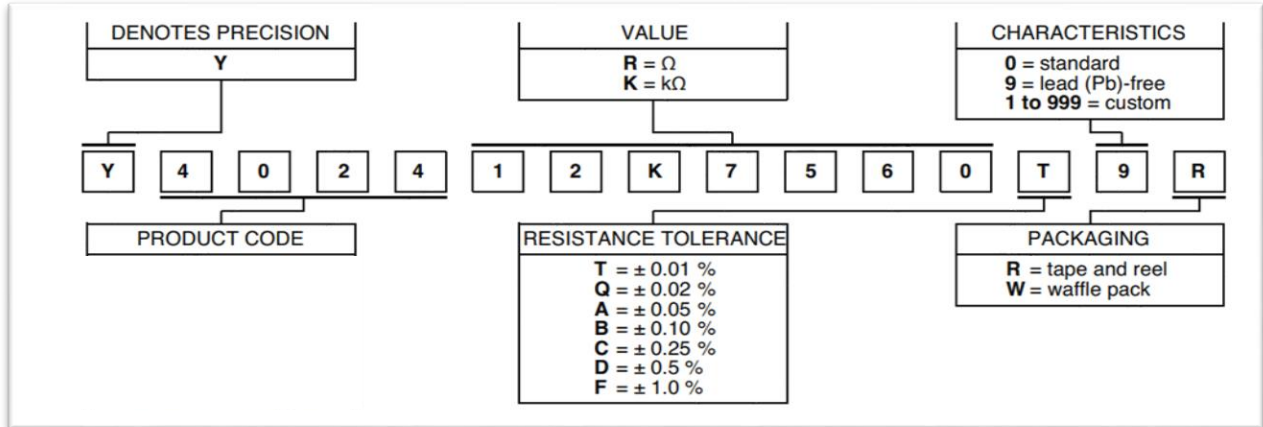 DENOTES PRECISION
Y
VALUE
R = Ω
K = kΩ
CHARACTERISTICS
0 = standard
9 = lead (Pb)-free
1 to 999 = custom
Y 4 0 2 4 1 2 K 7 5 6 0 T 9 R
PRODUCT CODE
RESISTANCE TOLERANCE
T = ± 0.01 %
Q = ± 0.02 %
A = ± 0.05 %
B = ± 0.10 %
C = ± 0.25 %
D = ± 0.5 %
F = ± 1.0 %
PACKAGING
R = tape and reel
W = waffle pack